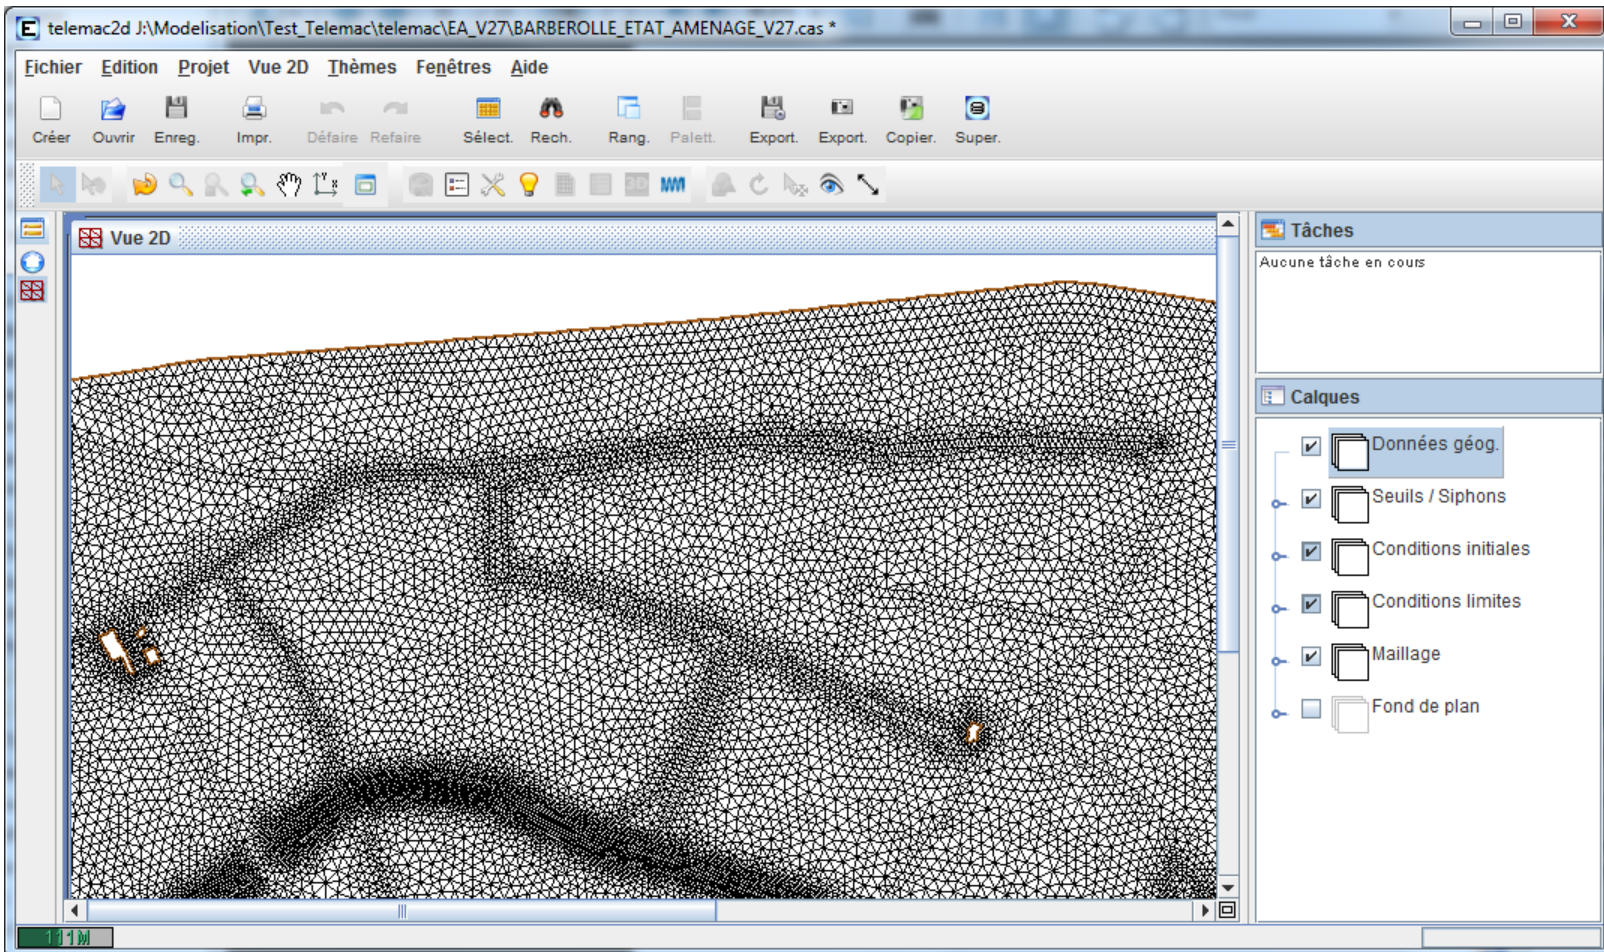 telemac2d J:\Modelisation\Test_Telemac\telemac\EA_V27\BARBEROLLE_ETAT_AMENAGE_V27.cas *
Fichier Edition Projet Vue 2D Thèmes Fenêtres Aide
Créer Ouvrir Enreg. Impr. Défaire Refaire Sélect. Rech. Rang. Palett. Export. Export. Copier. Super.
3D
Vue 2D
Tâches
Aucune tâche en cours
Calques
Données géog.
Seuils / Siphons
Conditions initiales
Conditions limites
Maillage
Fond de plan
111M